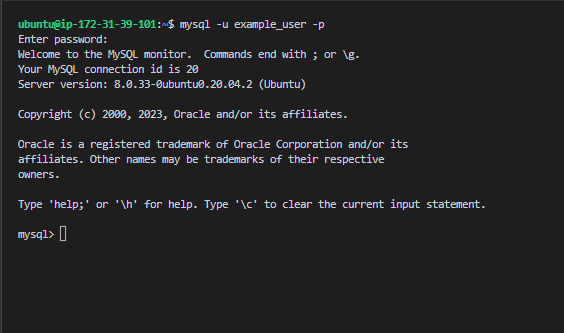 ubuntu@ip-172-31-39-101:~$ mysql -u example_user -p
Enter password:
Welcome to the MySQL monitor.  Commands end with ; or \g.
Your MySQL connection id is 20
Server version: 8.0.33-0ubuntu0.20.04.2 (Ubuntu)
Copyright (c) 2000, 2023, Oracle and/or its affiliates.
Oracle is a registered trademark of Oracle Corporation and/or its
affiliates. Other names may be trademarks of their respective
owners.
Type 'help;' or '\h' for help. Type '\c' to clear the current input statement.
mysql>